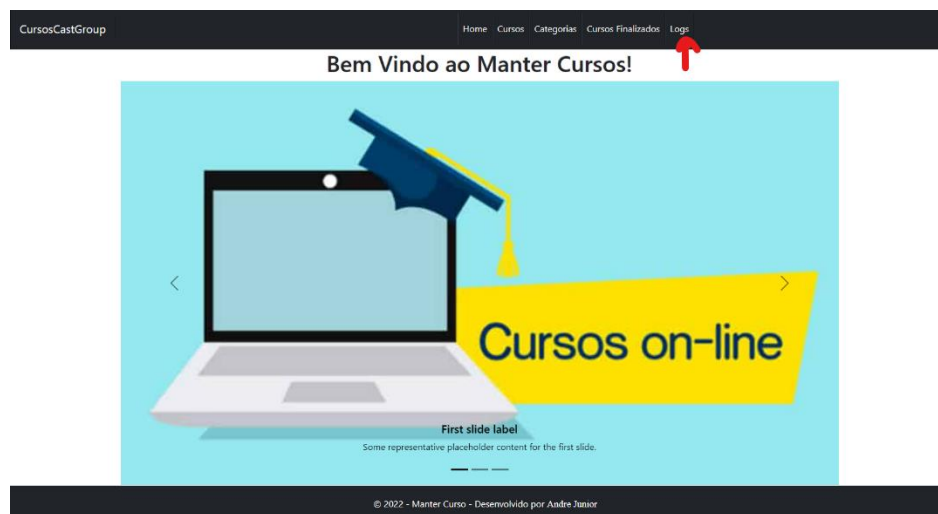 CursosCastGroup
Home Cursos Categorias Cursos Finalizados Logs
Bem Vindo ao Manter Cursos!
Cursos on-line
First slide label
Some representative placeholder content for the first slide.
© 2022 - Manter Curso - Desenvolvido por Andre Junior